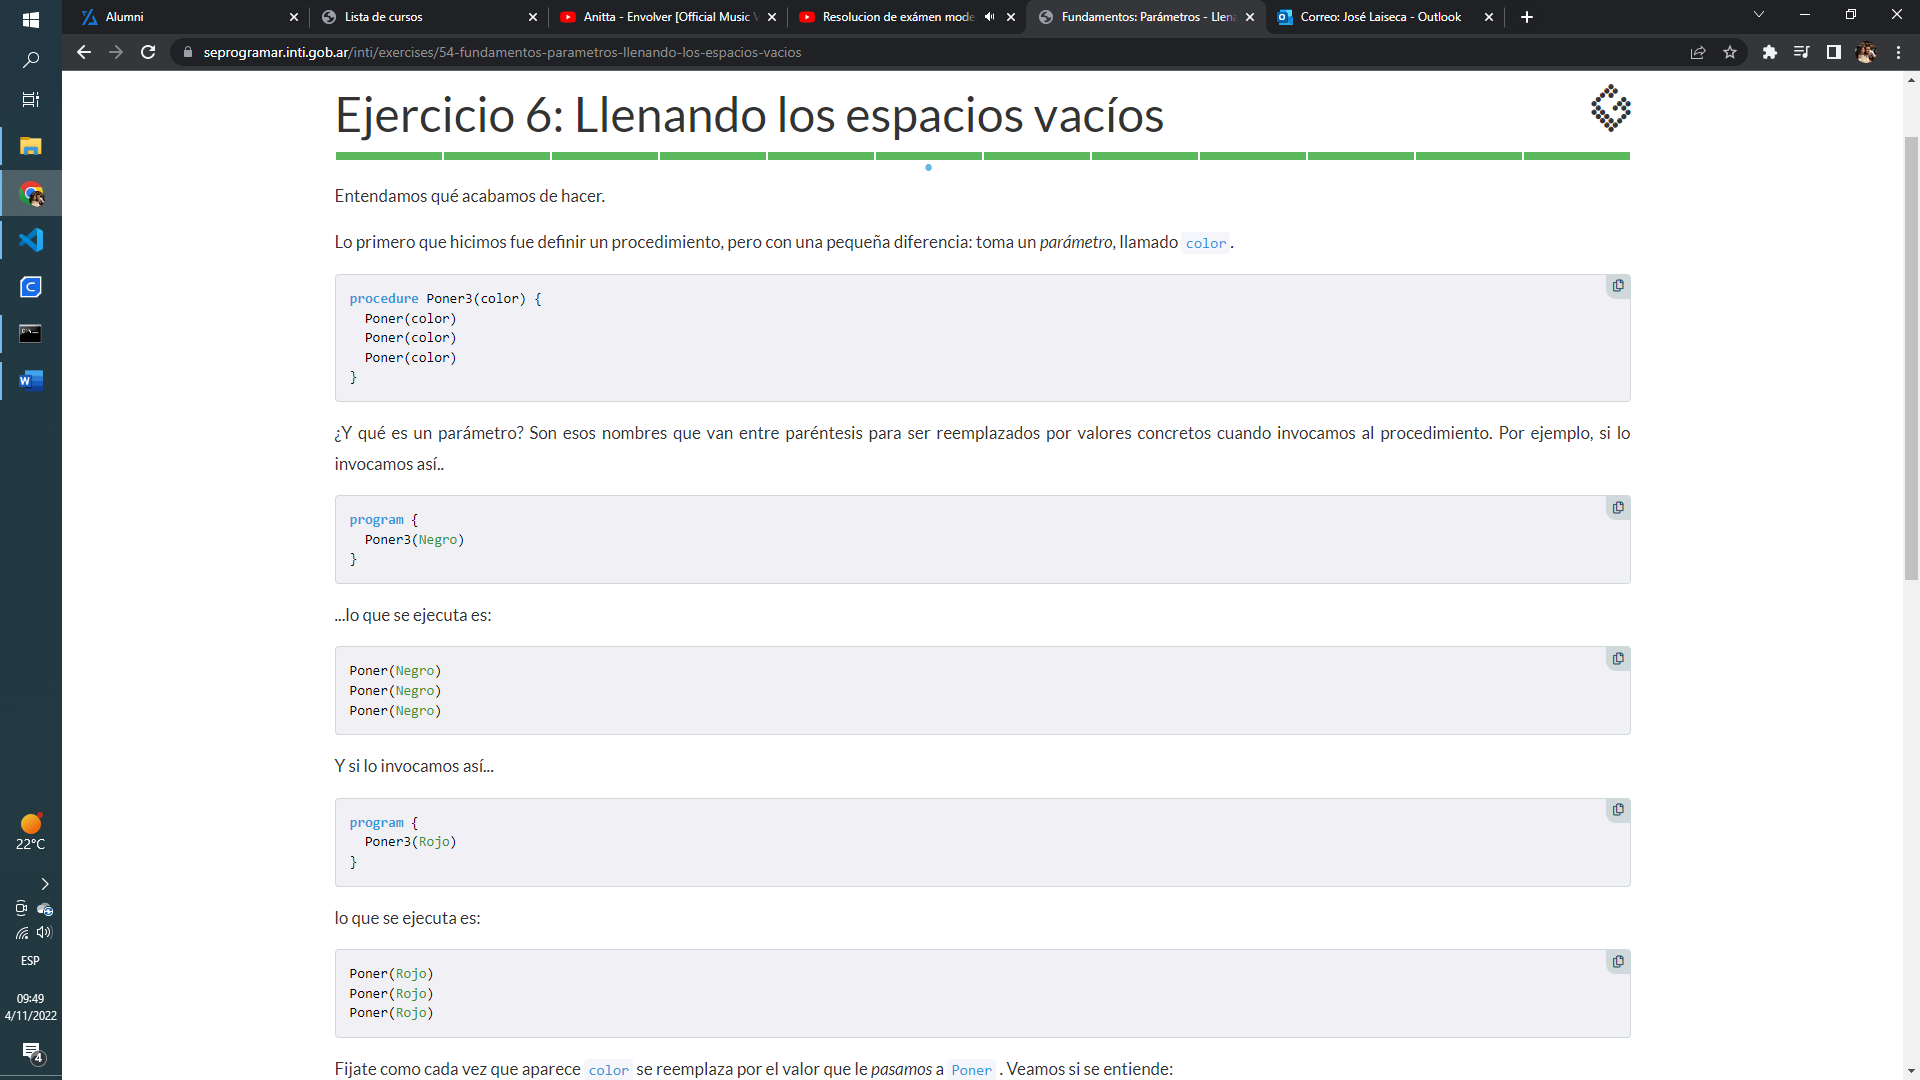 Alumni
Lista de cursos
Anitta - Envolver [Official Music V
Resolucion de exámen mode
Fundamentos: Parámetros - Llena
Correo: José Laiseca - Outlook
seprogramar.inti.gob.ar/inti/exercises/54-fundamentos-parametros-llenando-los-espacios-vacios
Ejercicio 6: Llenando los espacios vacíos
Entendamos qué acabamos de hacer.
Lo primero que hicimos fue definir un procedimiento, pero con una pequeña diferencia: toma un parámetro, llamado color.
procedure Poner3(color) {
Poner(color)
Poner(color)
Poner(color)
}
¿Y qué es un parámetro? Son esos nombres que van entre paréntesis para ser reemplazados por valores concretos cuando invocamos al procedimiento. Por ejemplo, si lo
invocamos así..
program {
Poner3(Negro)
}
...lo que se ejecuta es:
Poner(Negro)
Poner(Negro)
Poner(Negro)
Y si lo invocamos así...
program {
Poner3(Rojo)
}
lo que se ejecuta es:
Poner(Rojo)
Poner(Rojo)
Poner(Rojo)
Fijate como cada vez que aparece color se reemplaza por el valor que le pasamos a Poner . Veamos si se entiende:
22°C
ESP
09:49
4/11/2022
4